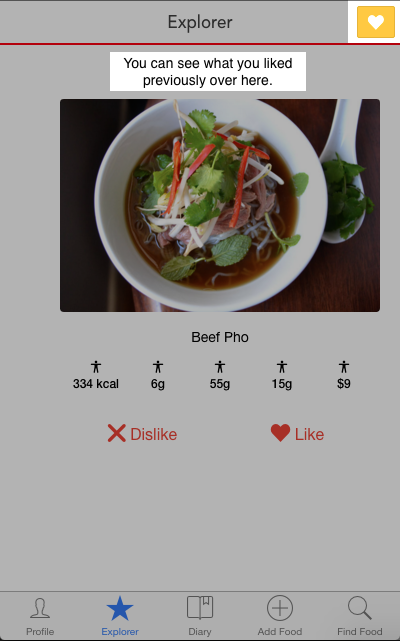 Explorer
You can see what you liked
previously over here.
Beef Pho
334 kcal 6g 55g 15g $9
Dislike Like
Profile Explorer Diary Add Food Find Food